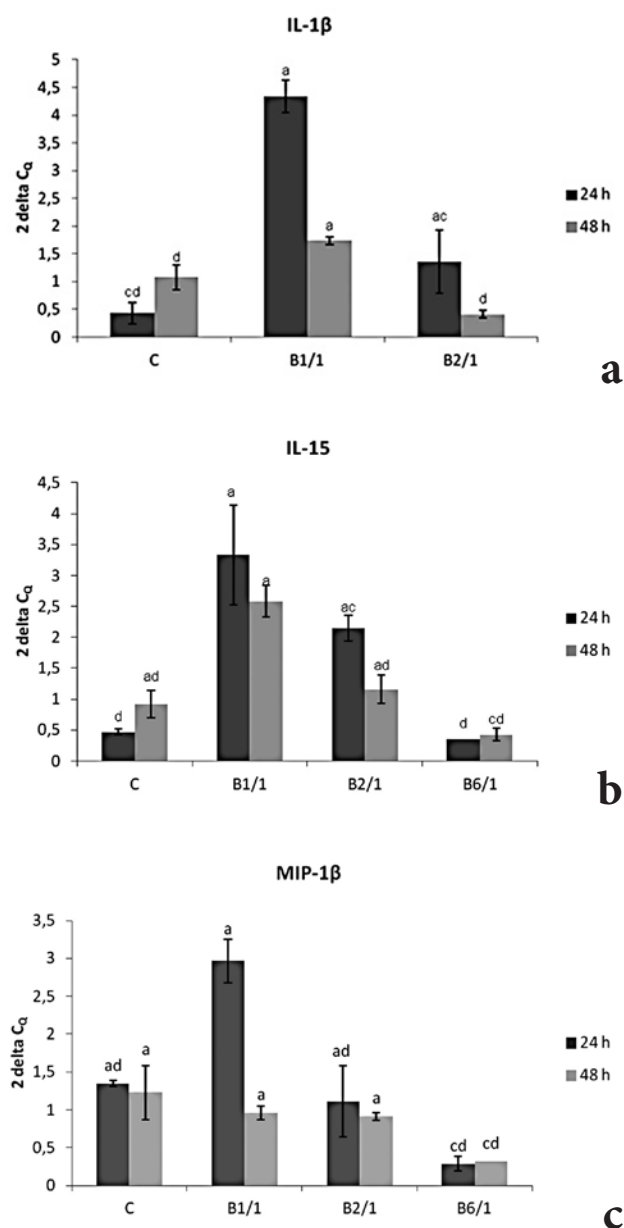 IL-1β
2 delta CQ
5
4,5
4
3,5
3
2,5
2
1,5
1
0,5
0
cd
d
a
a
ac
d
C
B1/1
B2/1
24 h
48 h
a
IL-15
2 delta CQ
4,5
4
3,5
3
2,5
2
1,5
1
0,5
0
d
ad
a
a
ac
ad
d
cd
C
B1/1
B2/1
B6/1
24 h
48 h
b
MIP-1β
2 delta CQ
3,5
3
2,5
2
1,5
1
0,5
0
ad
a
a
a
ad
a
cd
cd
C
B1/1
B2/1
B6/1
24 h
48 h
c